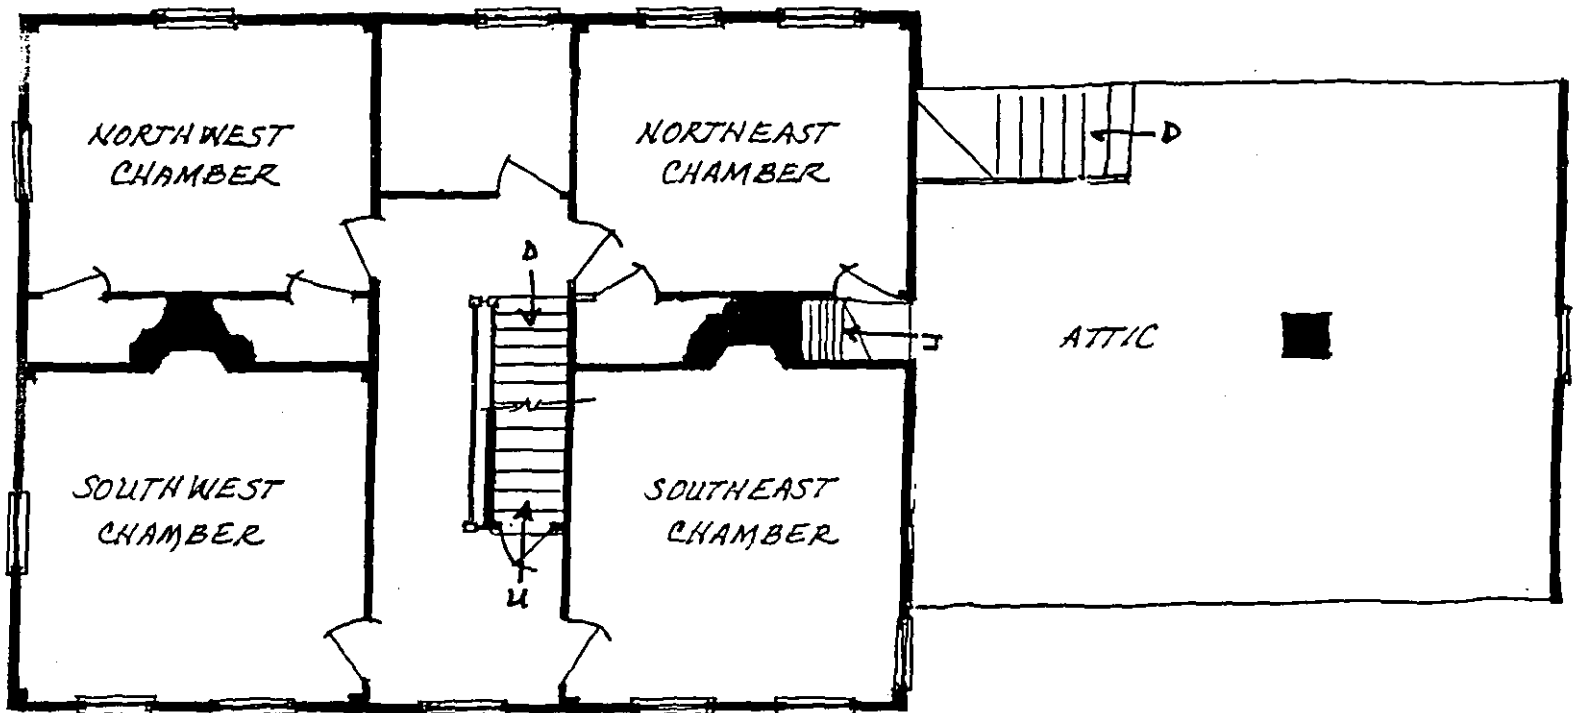 NORTHWEST
CHAMBER
NORTHEAST
CHAMBER
D
D
U
ATTIC
SOUTHWEST
CHAMBER
SOUTHEAST
CHAMBER
U